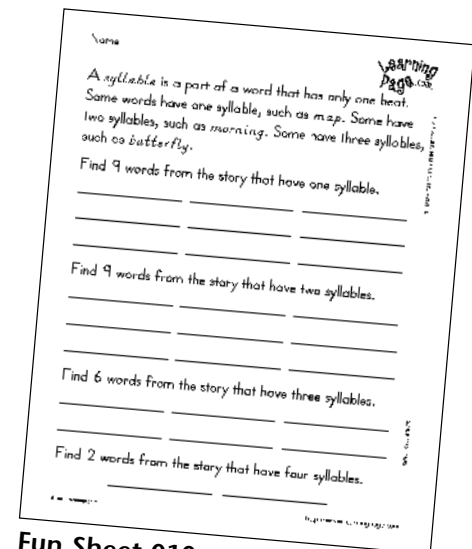 Name
Learning
Page.com
A syllable is a part of a word that has only one beat.
Some words have one syllable, such as map. Some have
two syllables, such as morning. Some have three syllables,
such as butterfly.
Find 9 words from the story that have one syllable.
Find 9 words from the story that have two syllables.
Find 6 words from the story that have three syllables.
Find 2 words from the story that have four syllables.
Fun Sheet